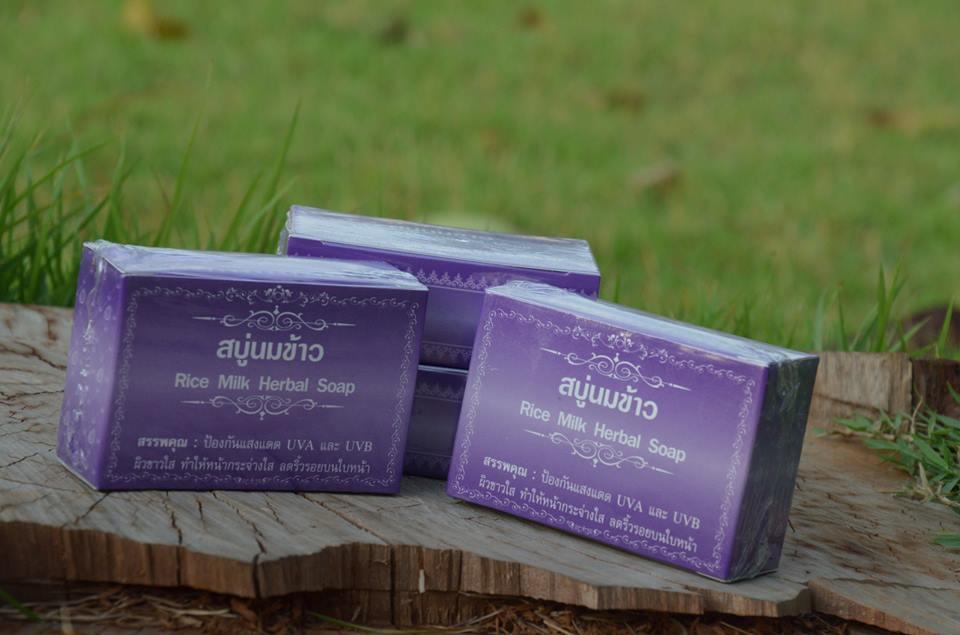 สบู่นมข้าว
Rice Milk Herbal Soap
สรรพคุณ : ป้องกันแสงแดด UVA และ UVB
ผิวขาวใส ทำให้หน้ากระจ่างใส ลดริ้วรอยบนใบหน้า
สบู่นมข้าว
Rice Milk Herbal Soap
สรรพคุณ : ป้องกันแสงแดด UVA และ UVB
ผิวขาวใส ทำให้หน้ากระจ่างใส ลดริ้วรอยบนใบหน้า